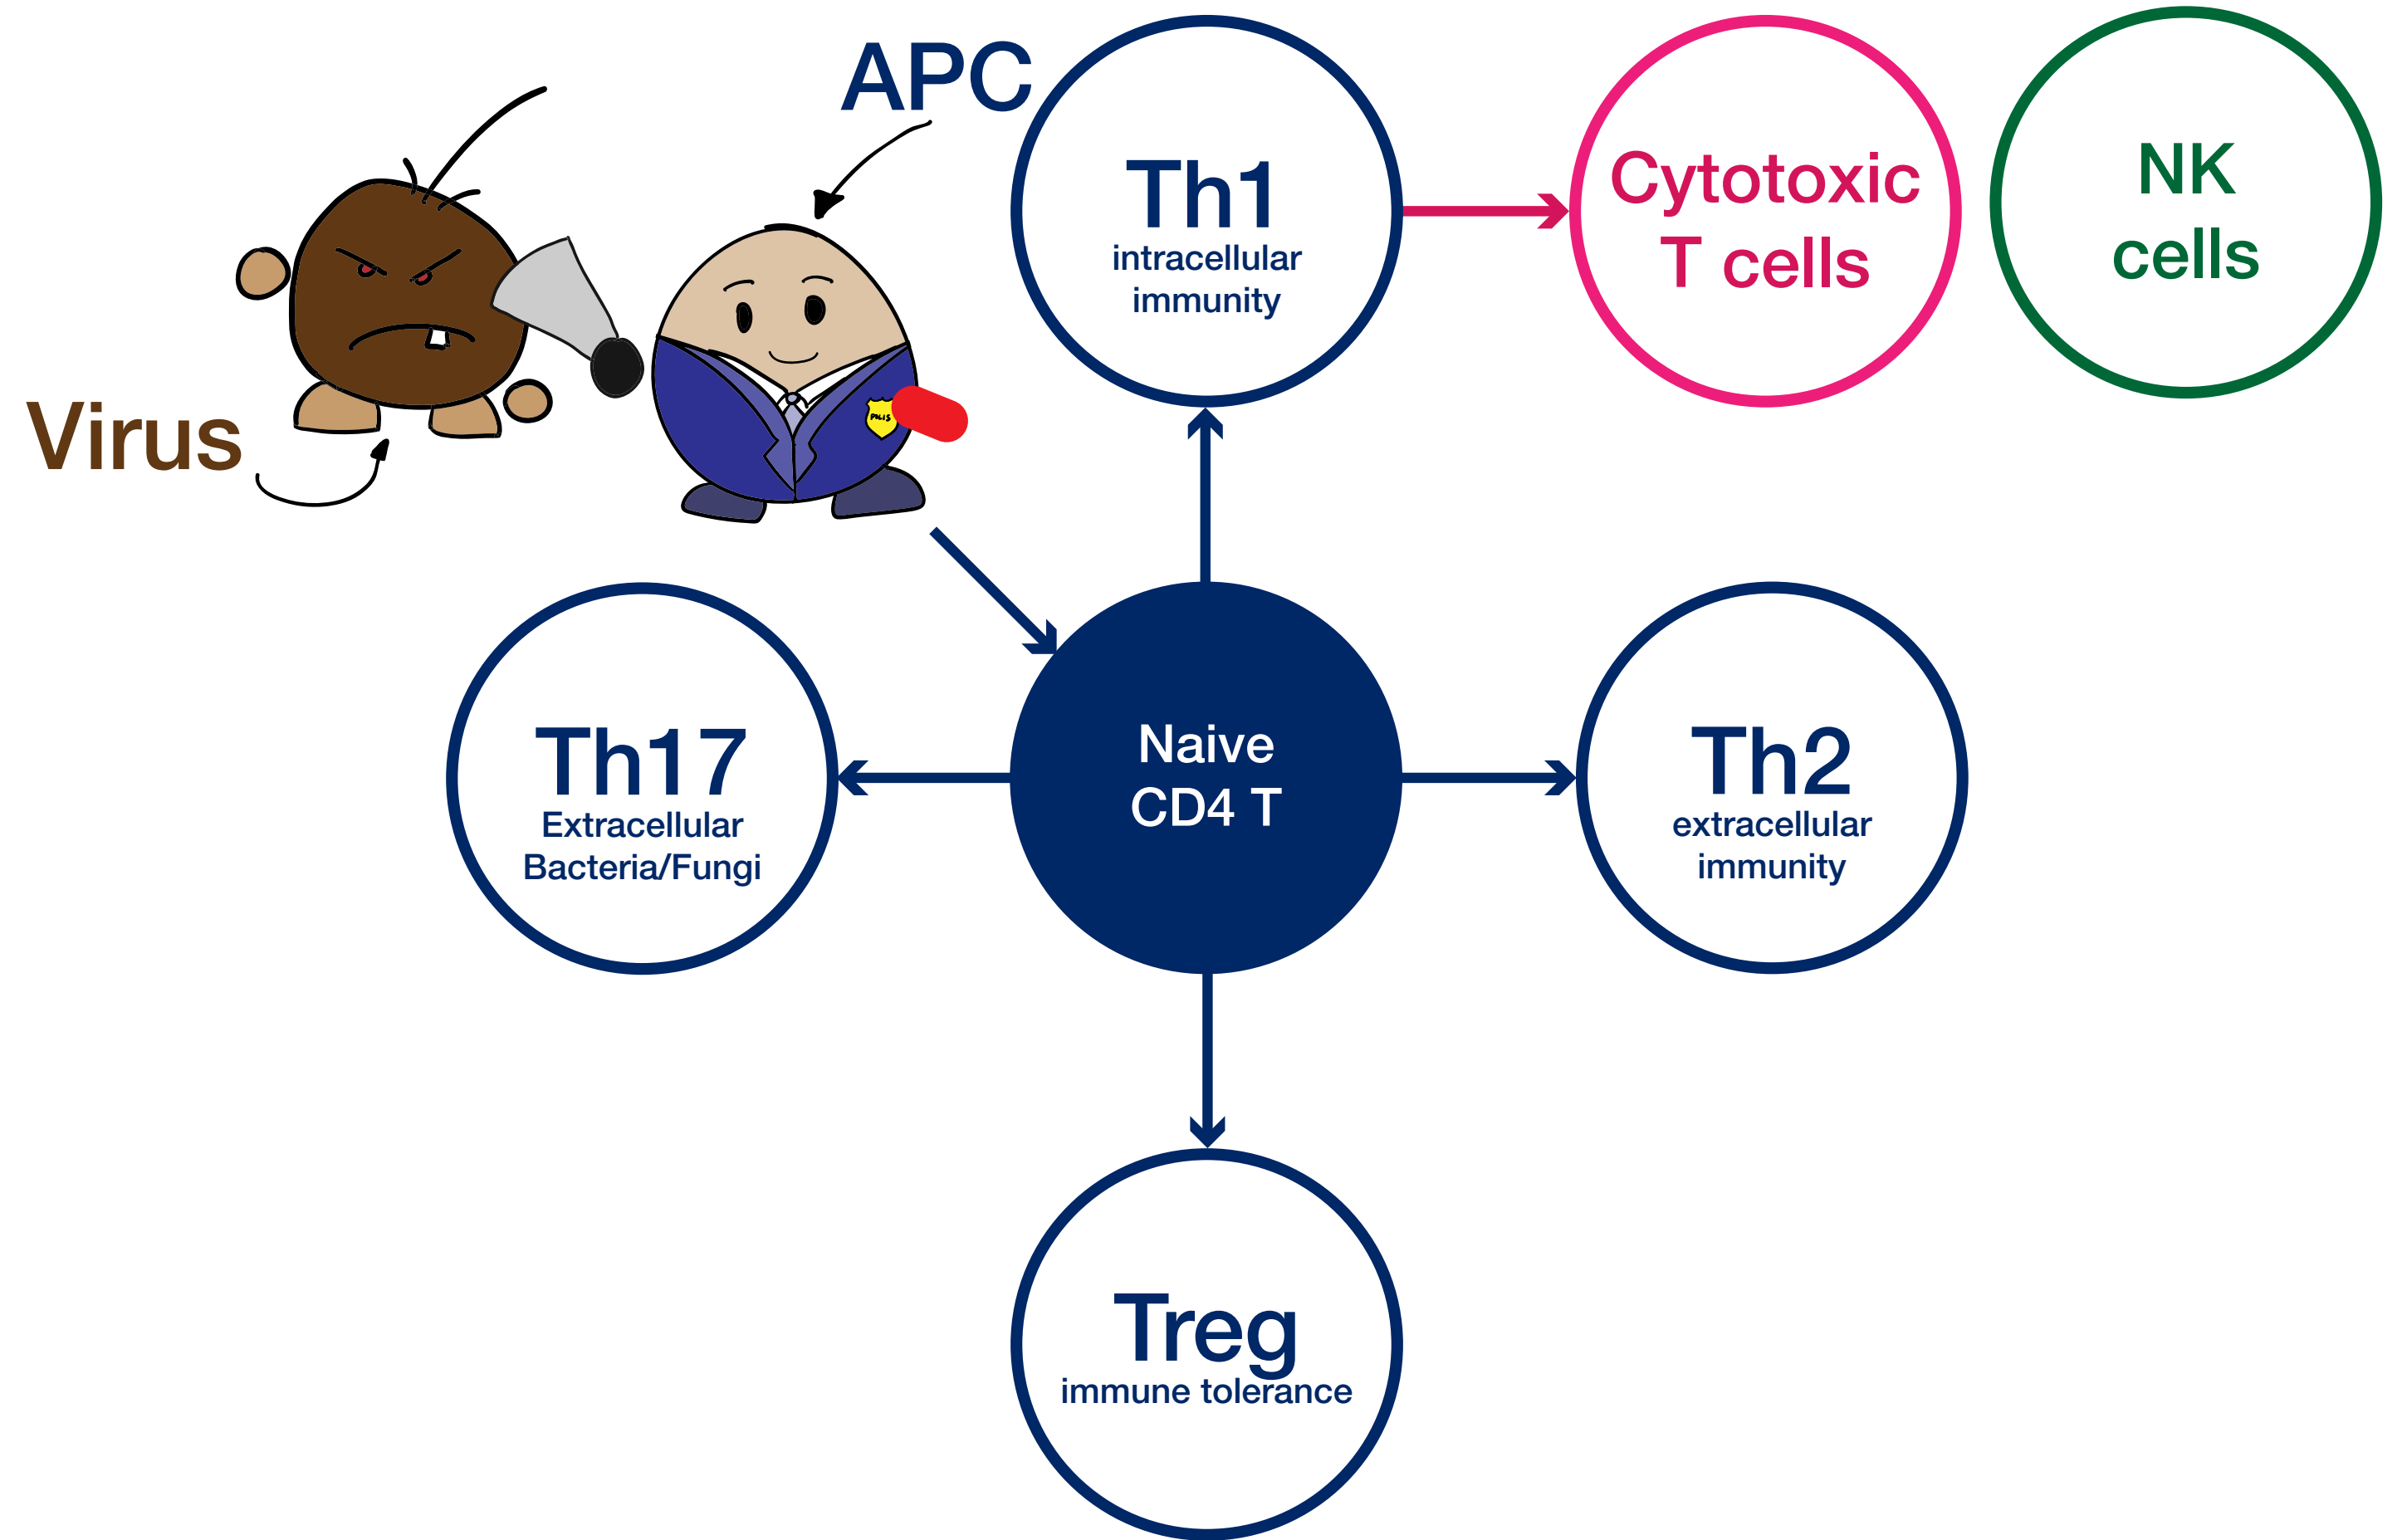 APC
Th1
intracellular
immunity
Cytotoxic
T cells
NK
cells
Virus
POLIS
Th17
Extracellular
Bacteria/Fungi
Naive
CD4 T
Th2
extracellular
immunity
Treg
immune tolerance